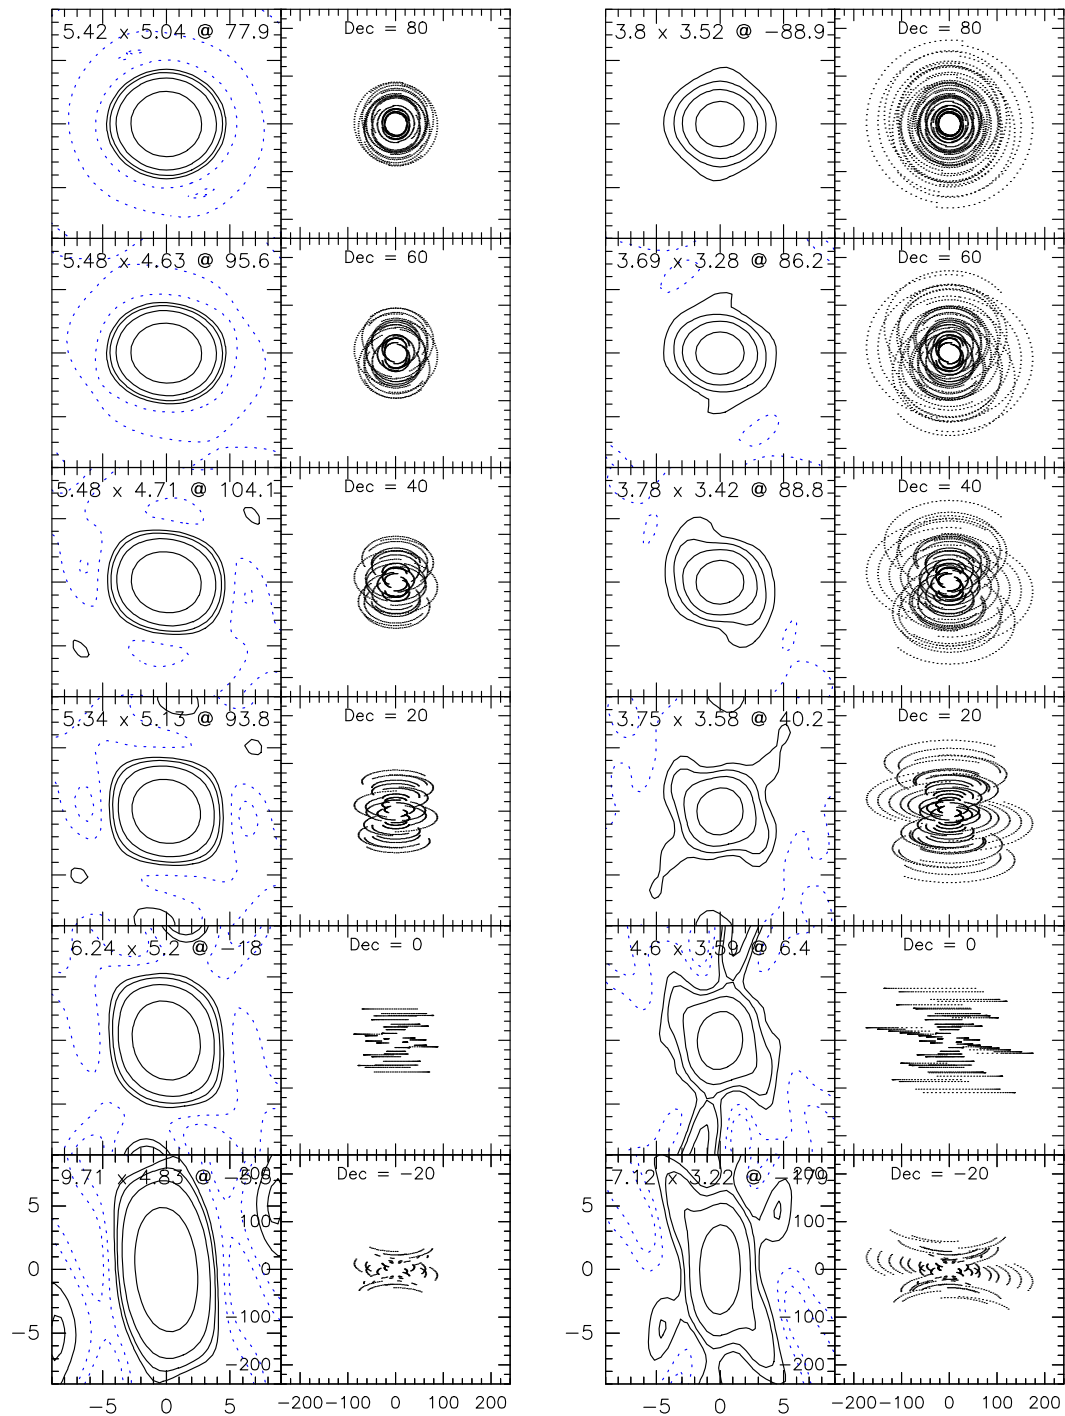 5.42 x 5.04 @ 77.9
Dec = 80
3.8 x 3.52 @ −88.9
Dec = 80
5.48 x 4.63 @ 95.6
Dec = 60
3.69 x 3.28 @ 86.2
Dec = 60
5.48 x 4.71 @ 104.1
Dec = 40
3.78 x 3.42 @ 88.8
Dec = 40
5.34 x 5.13 @ 93.8
Dec = 20
3.75 x 3.58 @ 40.2
Dec = 20
6.24 x 5.2 @ −18
Dec = 0
4.6 x 3.59 @ 6.4
Dec = 0
9.71 x 4.83 @
200
Dec = −20
7.12 x 3.22 @ −179
200
Dec = −20
5
100
5
100
0
0
0
0
−5
−100
−5
−100
−200
−200
−5 0 5
−200 −100 0 100 200
−5 0 5
−200 −100 0 100 200